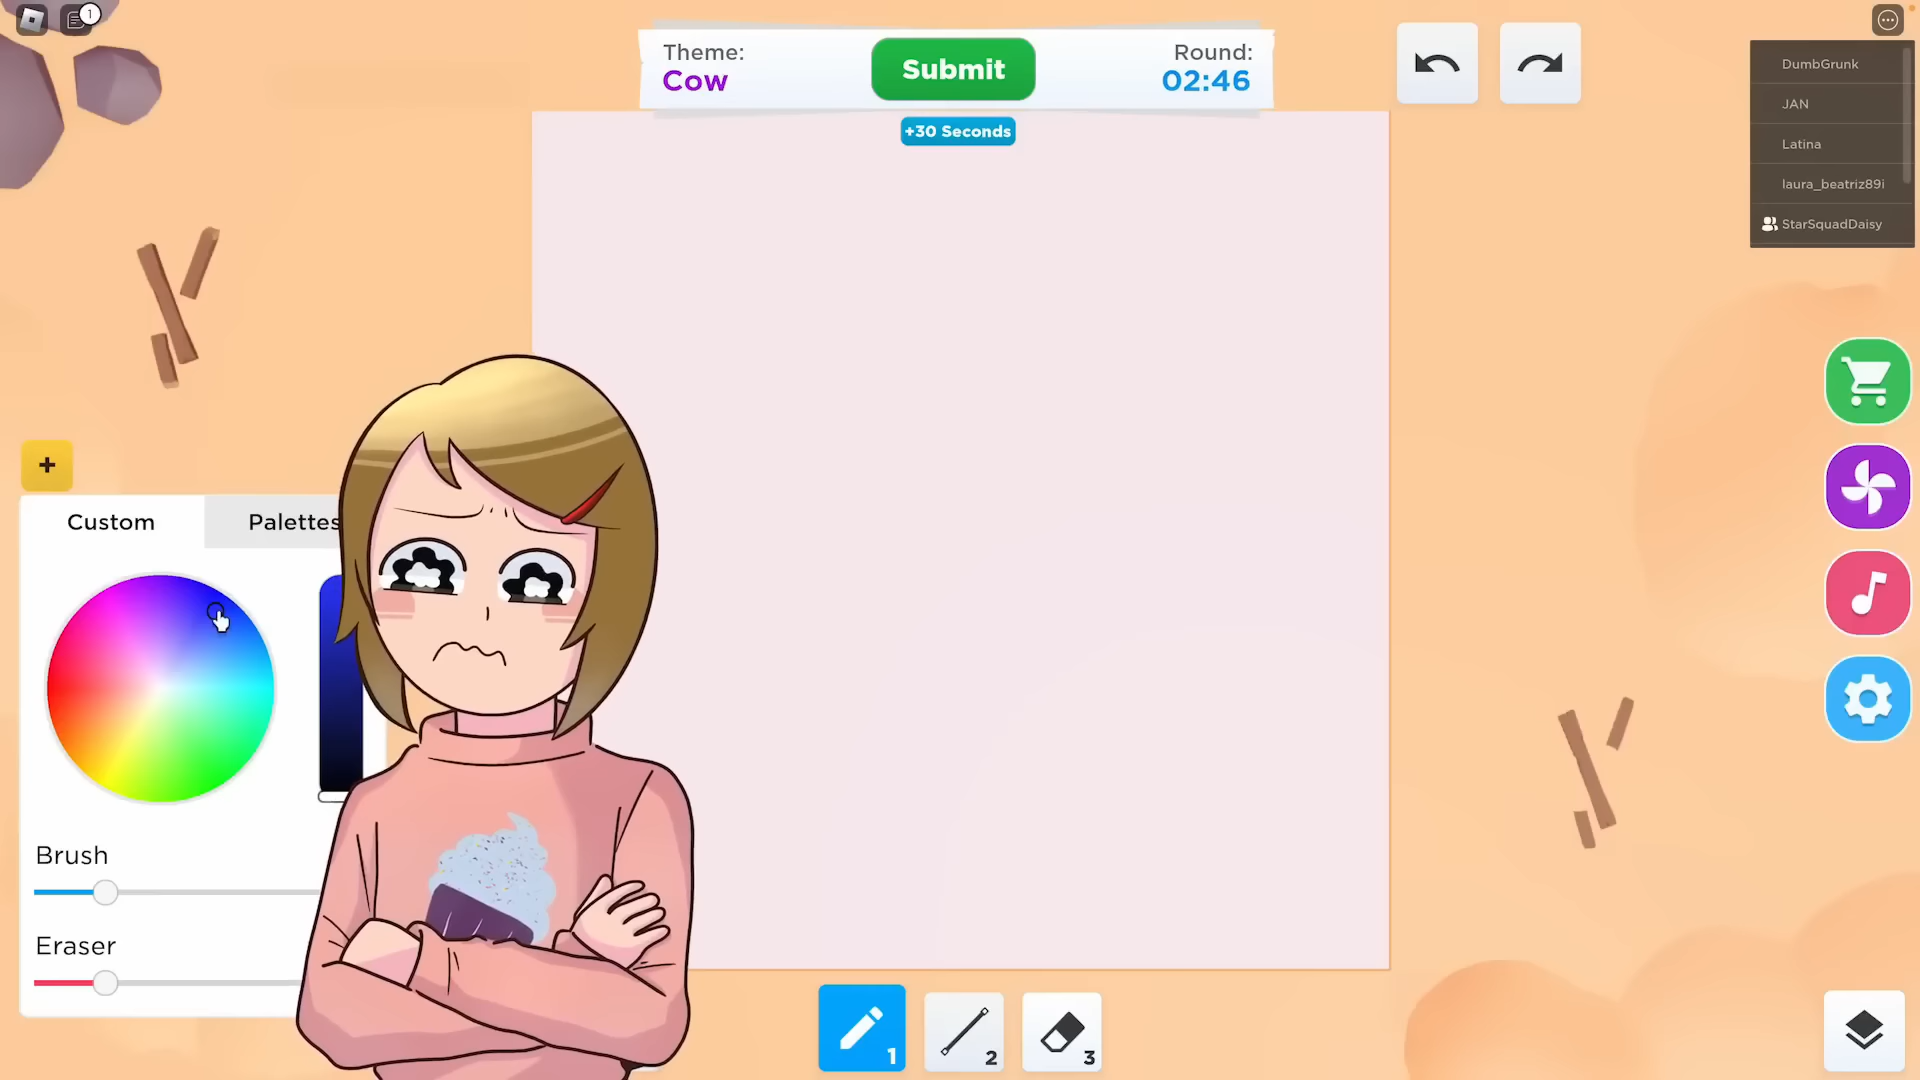 1
Theme:
Cow
Submit
Round:
02:46
+30 Seconds
DumbGrunk
JAN
Latina
laura_beatriz89i
StarSquadDaisy
+
Custom
Palettes
Brush
Eraser
1
2
3